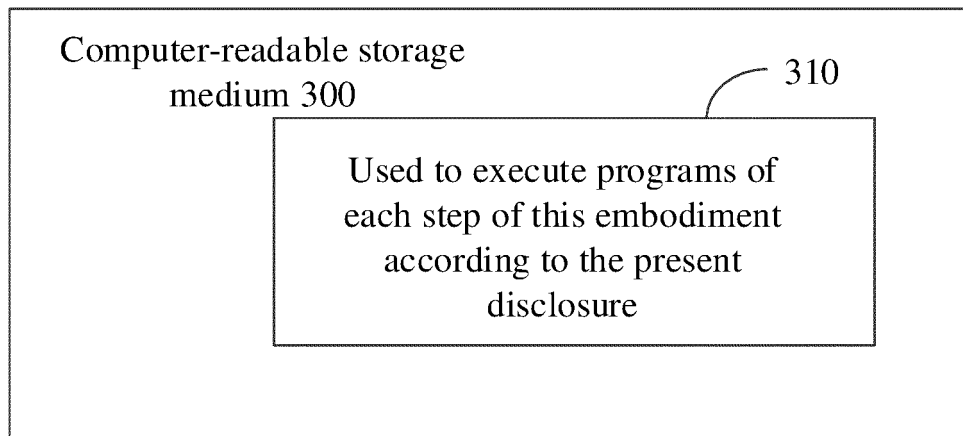 Computer-readable storage
medium 300
310
Used to execute programs of
each step of this embodiment
according to the present
disclosure